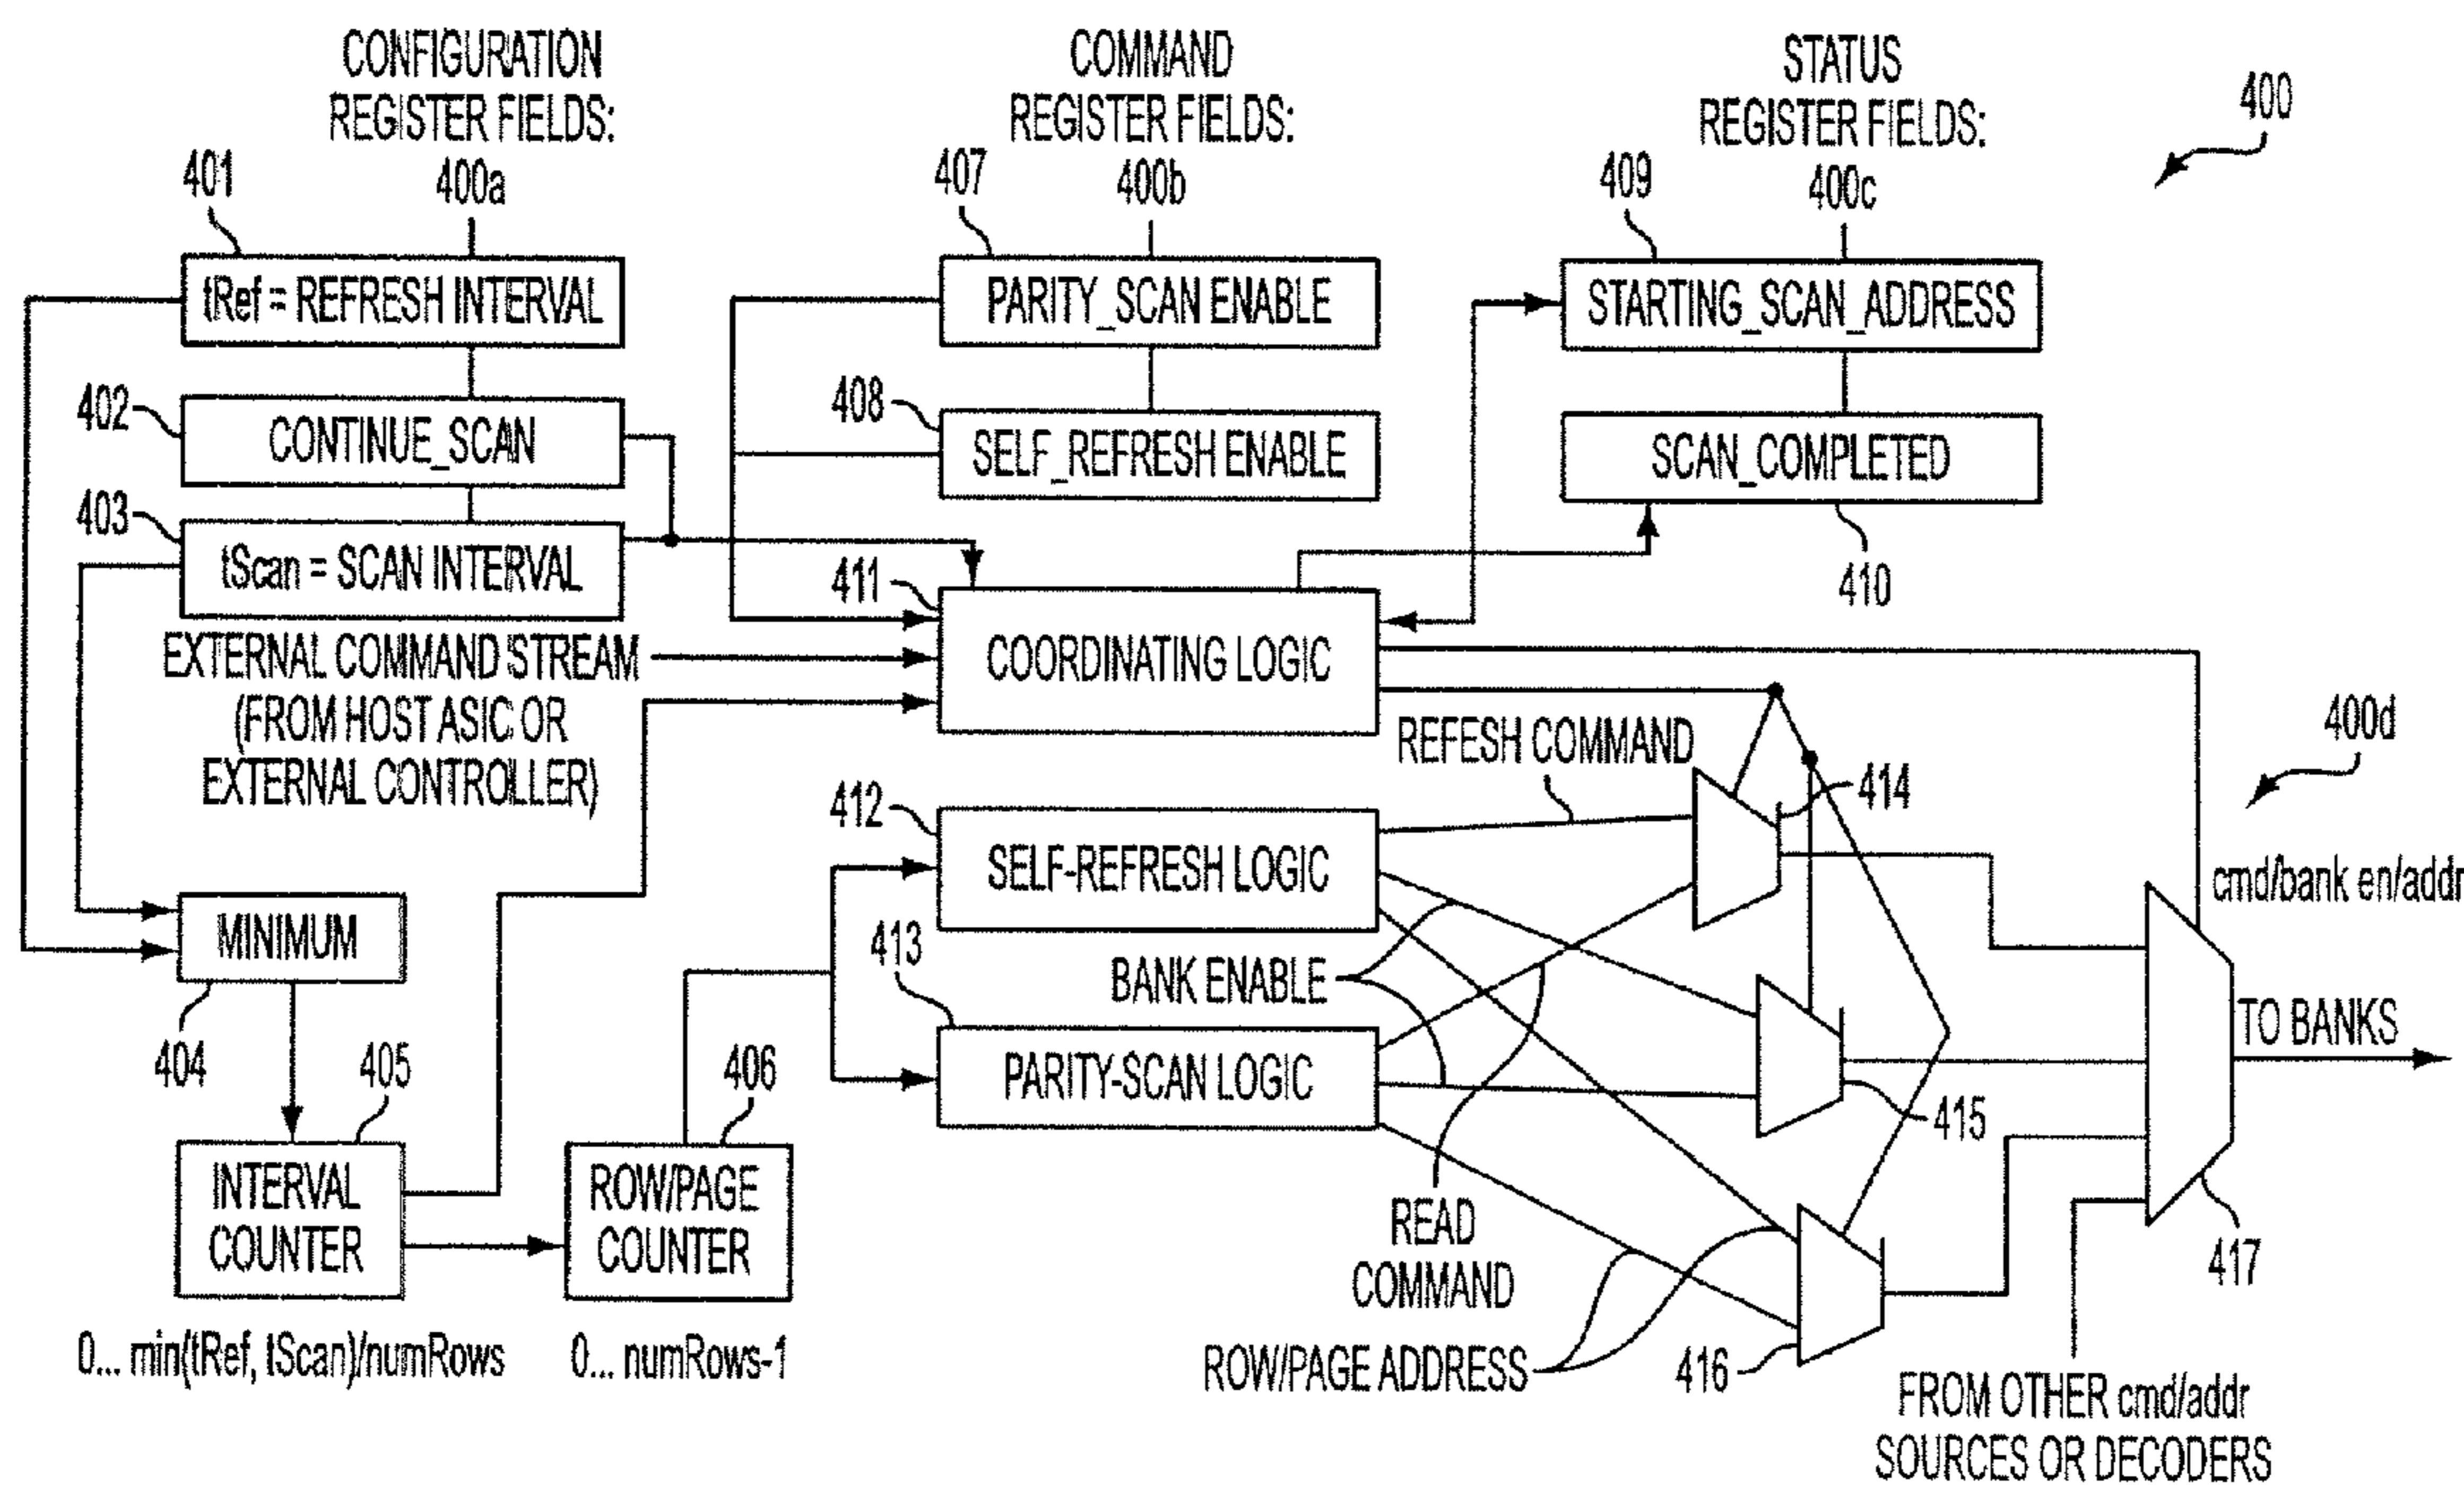 CONFIGURATION
REGISTER FIELDS:
400a
COMMAND
REGISTER FIELDS:
400b
STATUS
REGISTER FIELDS:
400c
400
401
tRef = REFRESH INTERVAL
402
CONTINUE_SCAN
403
tScan = SCAN INTERVAL
407
PARITY_SCAN ENABLE
408
SELF_REFRESH ENABLE
409
STARTING_SCAN_ADDRESS
SCAN_COMPLETED
410
EXTERNAL COMMAND STREAM
(FROM HOST ASIC OR
EXTERNAL CONTROLLER)
411
COORDINATING LOGIC
REFESH COMMAND
400d
412
SELF-REFRESH LOGIC
414
cmd/bank en/addr
MINIMUM
404
413
BANK ENABLE
PARITY-SCAN LOGIC
TO BANKS
405
INTERVAL
COUNTER
406
ROW/PAGE
COUNTER
415
READ
COMMAND
417
0... min(tRef, tScan)/numRows
0... numRows-1
ROW/PAGE ADDRESS
416
FROM OTHER cmd/addr
SOURCES OR DECODERS